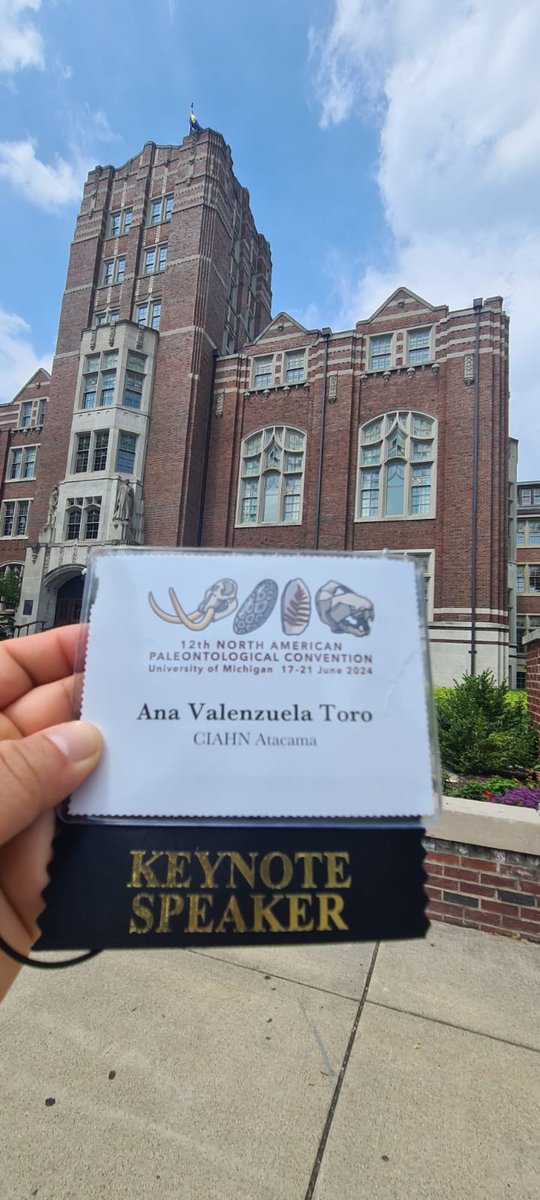 12th NORTH AMERICAN
PALEONTOLOGICAL CONVENTION
University of Michigan 17-21 June 2024
Ana Valenzuela Toro
CIAHN Atacama
KEYNOTE
SPEAKER